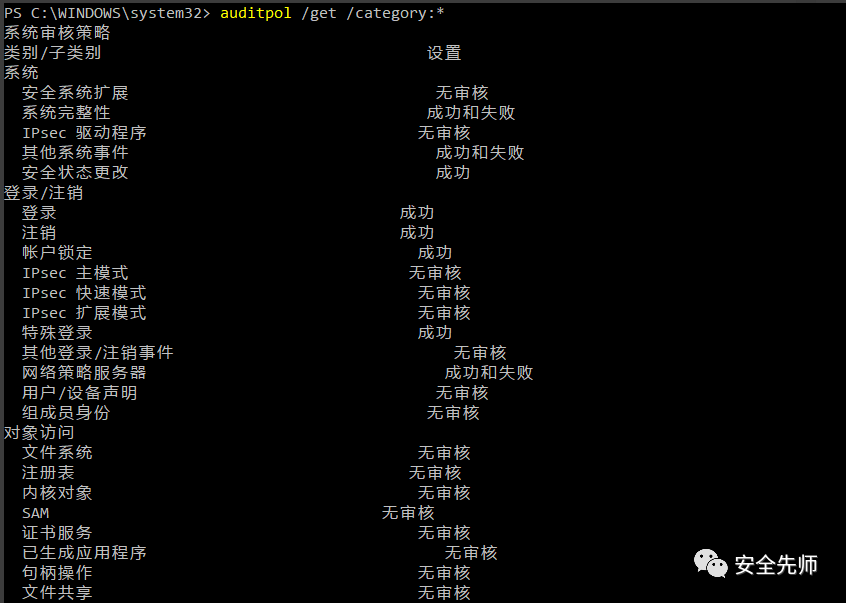 PS C:\WINDOWS\system32> auditpol /get /category:*
系统审核策略
类别/子类别 设置
系统
安全系统扩展 无审核
系统完整性 成功和失败
IPsec 驱动程序 无审核
其他系统事件 成功和失败
安全状态更改 成功
登录/注销
登录 成功
注销 成功
帐户锁定 成功
IPsec 主模式 无审核
IPsec 快速模式 无审核
IPsec 扩展模式 无审核
特殊登录 成功
其他登录/注销事件 无审核
网络策略服务器 成功和失败
用户/设备声明 无审核
组成员身份 无审核
对象访问
文件系统 无审核
注册表 无审核
内核对象 无审核
SAM 无审核
证书服务 无审核
已生成应用程序 无审核
句柄操作 无审核
文件共享 无审核
安全先师